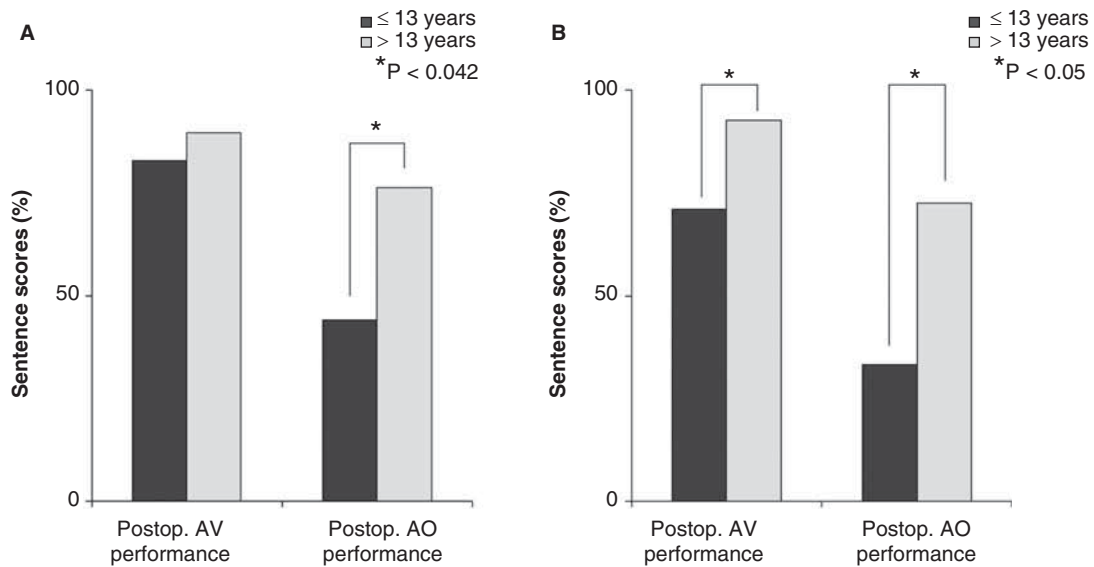 A
≤ 13 years
> 13 years
*P < 0.042
100
50
0
Sentence scores (%)
*
Postop. AV
performance
Postop. AO
performance
B
≤ 13 years
> 13 years
*P < 0.05
100
50
0
Sentence scores (%)
*
*
Postop. AV
performance
Postop. AO
performance